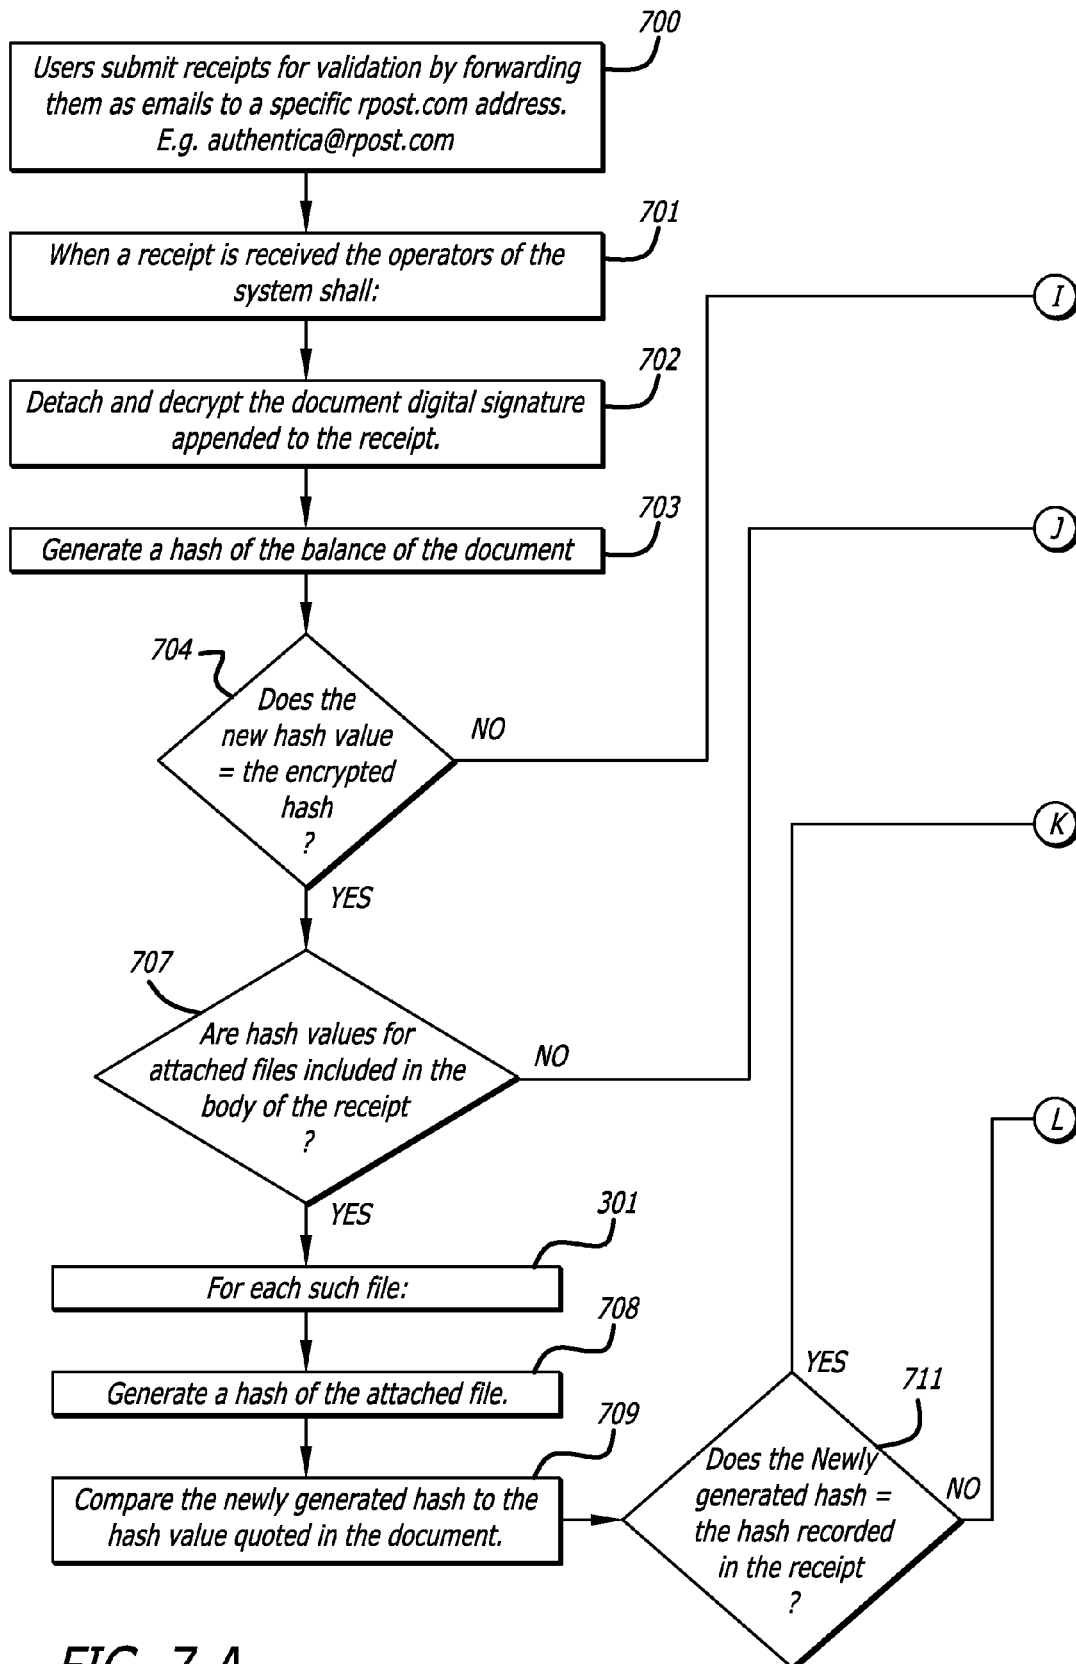 700
Users submit receipts for validation by forwarding
them as emails to a specific rpost.com address.
E.g. authentica@rpost.com
701
When a receipt is received the operators of the
system shall:
I
702
Detach and decrypt the document digital signature
appended to the receipt.
703
Generate a hash of the balance of the document
J
704
Does the
new hash value
= the encrypted
hash
?
NO
YES
K
707
Are hash values for
attached files included in the
body of the receipt
?
NO
YES
L
301
For each such file:
708
Generate a hash of the attached file.
709
Compare the newly generated hash to the
hash value quoted in the document.
YES
711
Does the Newly
generated hash =
the hash recorded
in the receipt
?
NO
FIG. 7 A